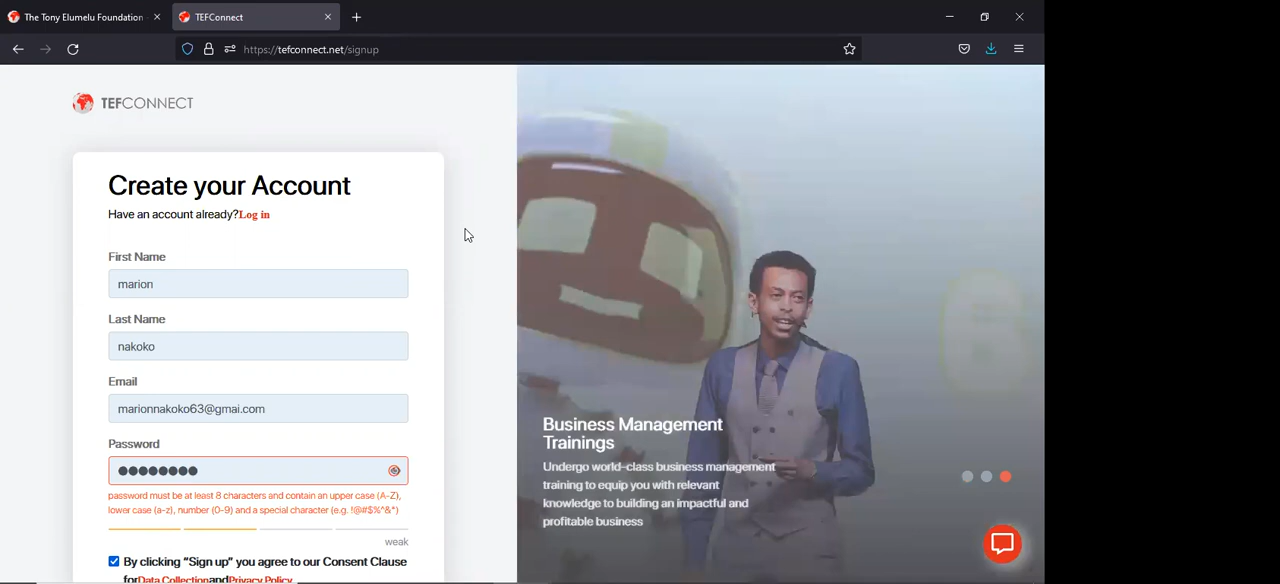 The Tony Elumelu Foundation
TEFConnect
https://tefconnect.net/signup
TEFCONNECT
Create your Account
Have an account already?Log in
First Name
marion
Last Name
nakoko
Email
marionnakoko63@gmai.com
Password
password must be at least 8 characters and contain an upper case (A-Z),
lower case (a-z), number (0-9) and a special character (e.g. !@#$%^&*)
weak
By clicking “Sign up” you agree to our Consent Clause
forData CollectionandPrivacy Policy
Business Management
Trainings
Undergo world-class business management
training to equip you with relevant
knowledge to building an impactful and
profitable business